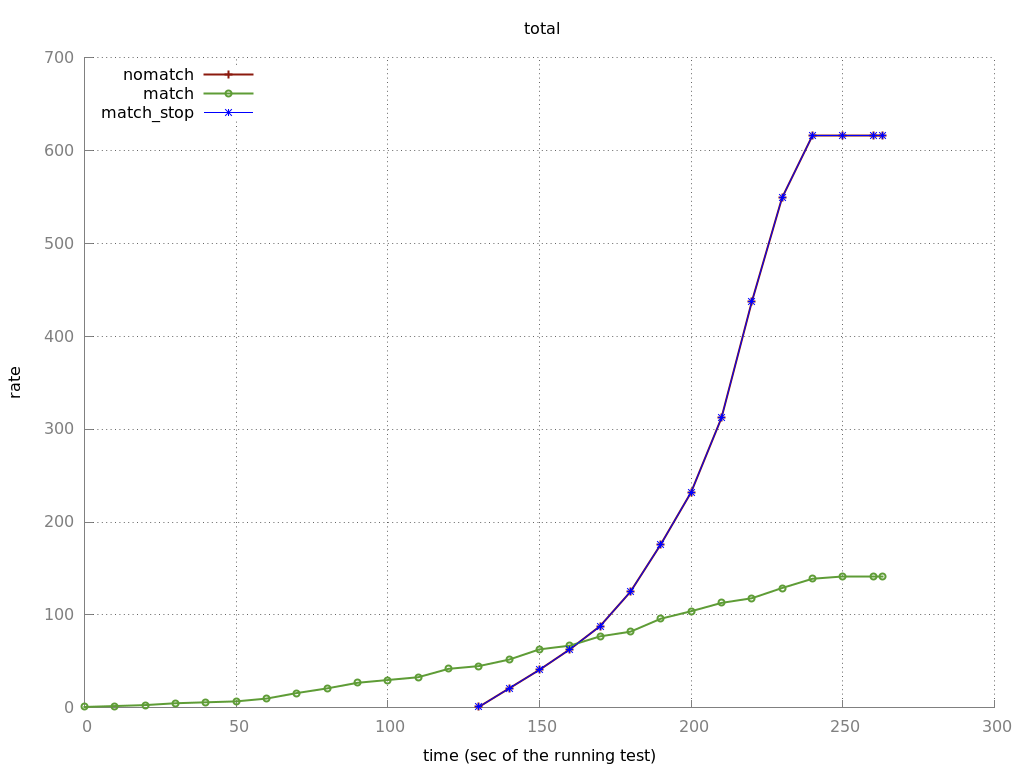 total
700
600
500
400
300
200
100
0
nomatch
match
match_stop
rate
0 50 100 150 200 250 300
time (sec of the running test)